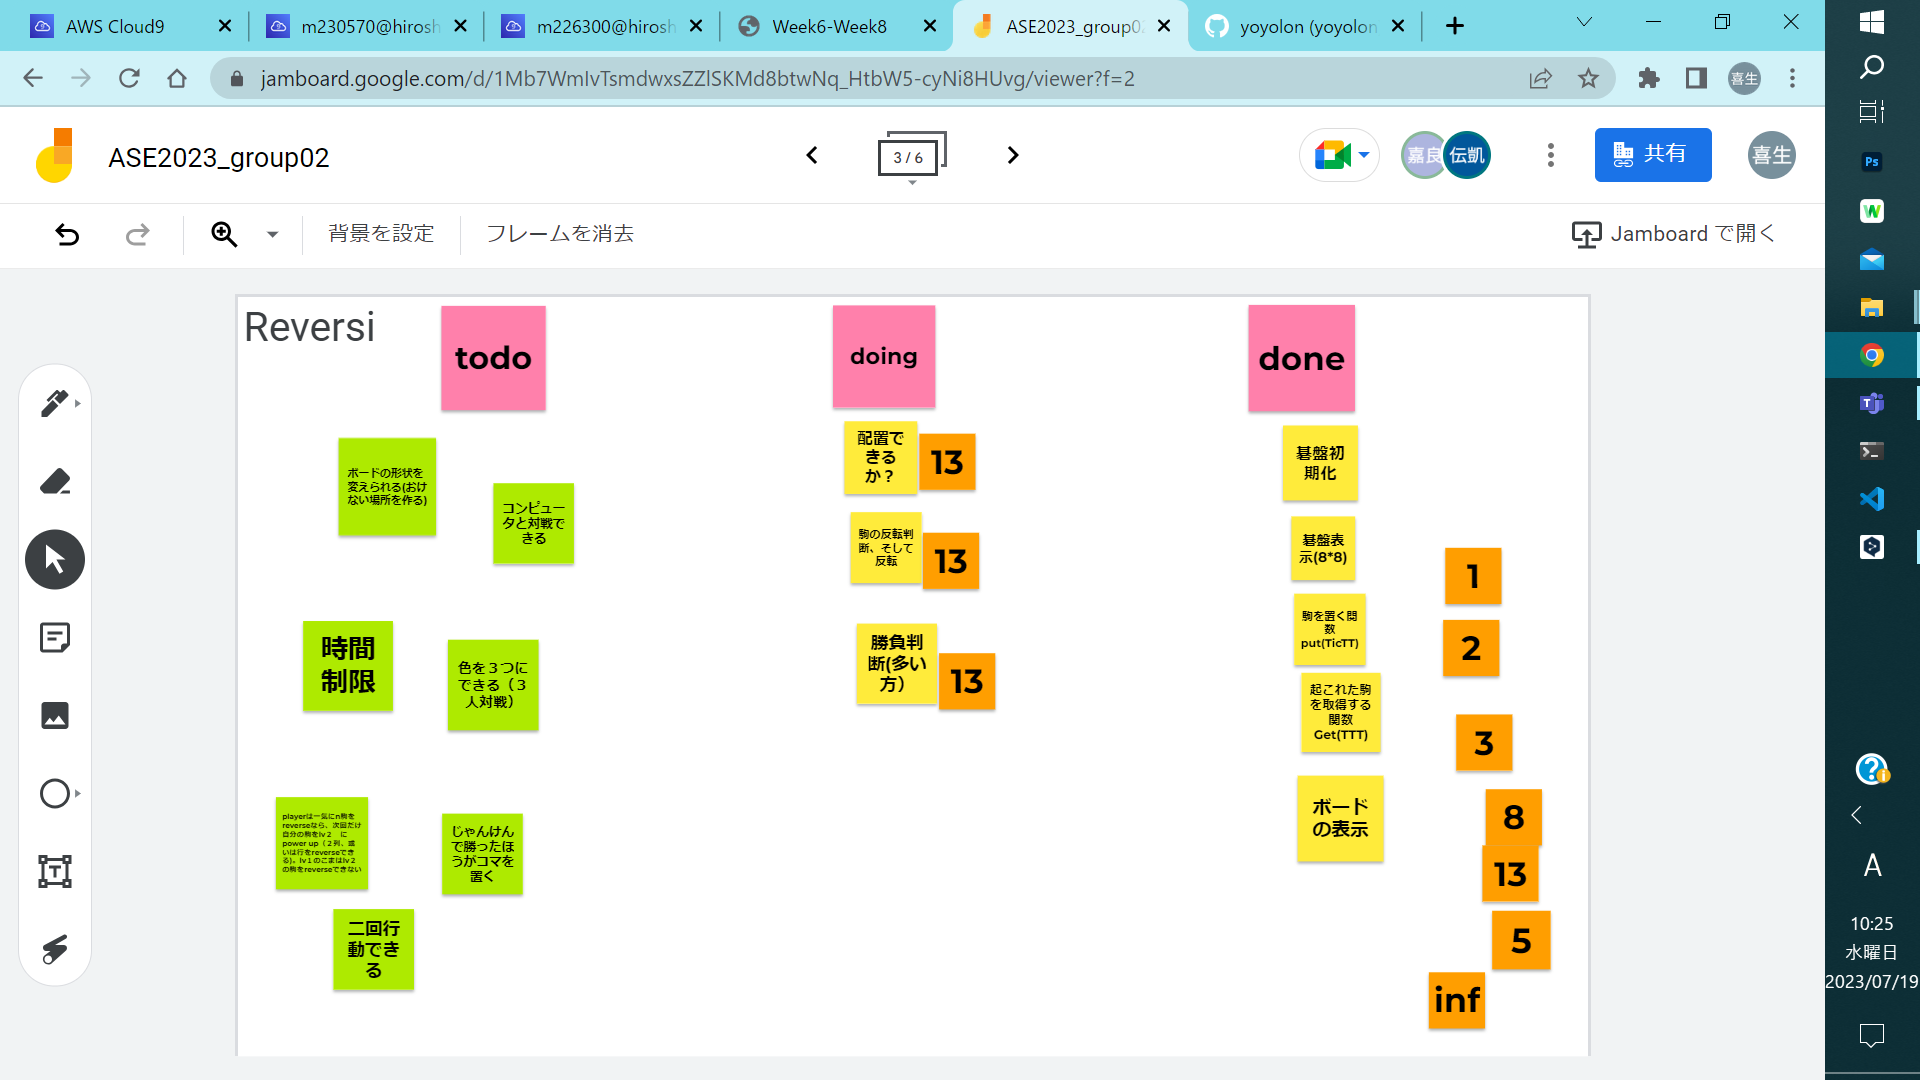 AWS Cloud9
m230570@hirosh
m226300@hirosh
Week6-Week8
ASE2023_group02
yoyolon (yoyolon
jamboard.google.com/d/1Mb7WmIvTsmdwxsZZlSKMd8btwNq_HtbW5-cyNi8HUvg/viewer?f=2
喜生
ASE2023_group02
3 / 6
嘉良
伝凱
共有
喜生
背景を設定
フレームを消去
Jamboard で開く
Reversi
todo
doing
done
ボードの形状を
変えられる(おけ
ない場所を作る)
コンピュー
タと対戦で
きる
時間
制限
色を３つに
できる（３
人対戦）
playerは一気にn駒を
reverseなら、次回だけ
自分の駒をlv２　に
power up（２列、或
いは行をreverseでき
る)。lv１のこまはlv２
の駒をreverseできない
じゃんけん
で勝ったほ
うがコマを
置く
二回行
動でき
る
配置で
きる
か？
13
駒の反転判
断、そして
反転
13
勝負判
断(多い
方）
13
碁盤初
期化
碁盤表
示(8*8)
駒を置く関
数
put(TicTT)
起これた駒
を取得する
関数
Get(TTT)
ボード
の表示
1
2
3
8
13
5
inf
Ps
W
T
A
10:25
水曜日
2023/07/19